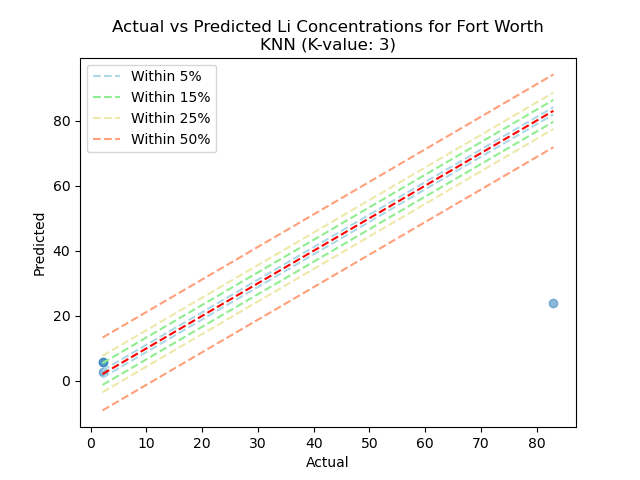 Actual vs Predicted Li Concentrations for Fort Worth
KNN (K-value: 3)
Within 5%
Within 15%
Within 25%
Within 50%
80
60
40
20
0
Predicted
0 10 20 30 40 50 60 70 80
Actual